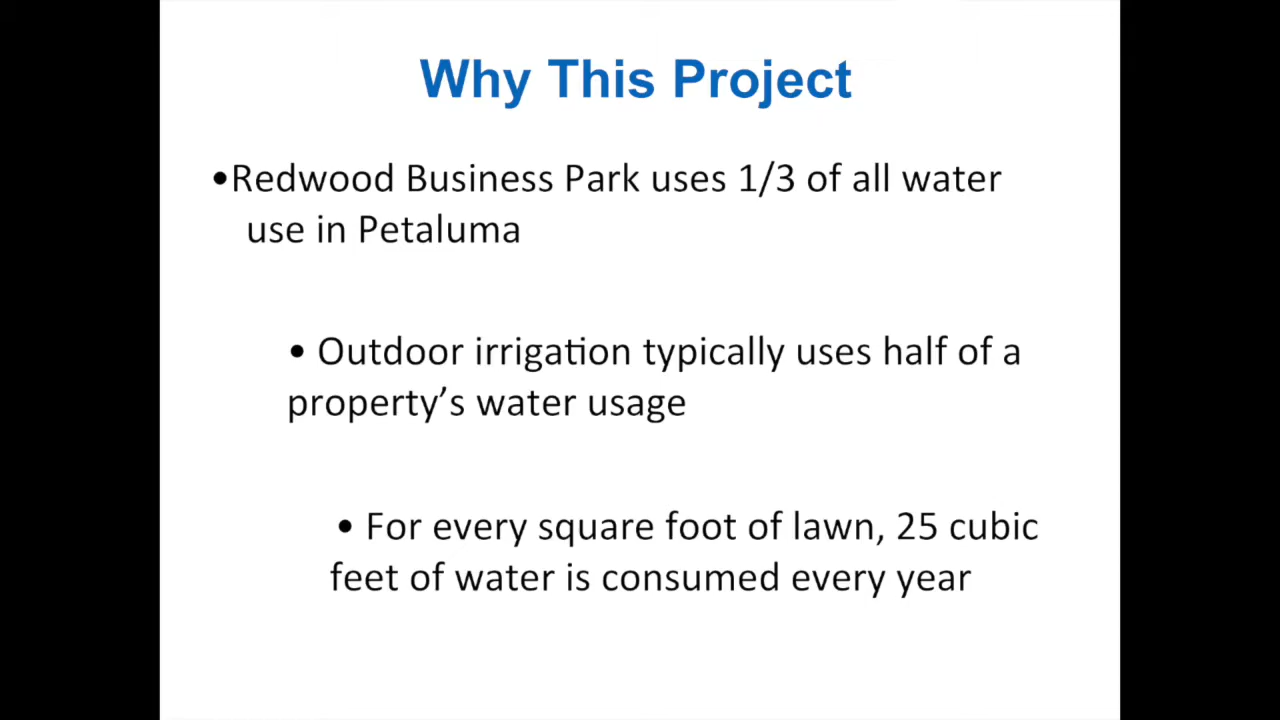 Why This Project
•Redwood Business Park uses 1/3 of all water
use in Petaluma
• Outdoor irrigation typically uses half of a
property’s water usage
• For every square foot of lawn, 25 cubic
feet of water is consumed every year